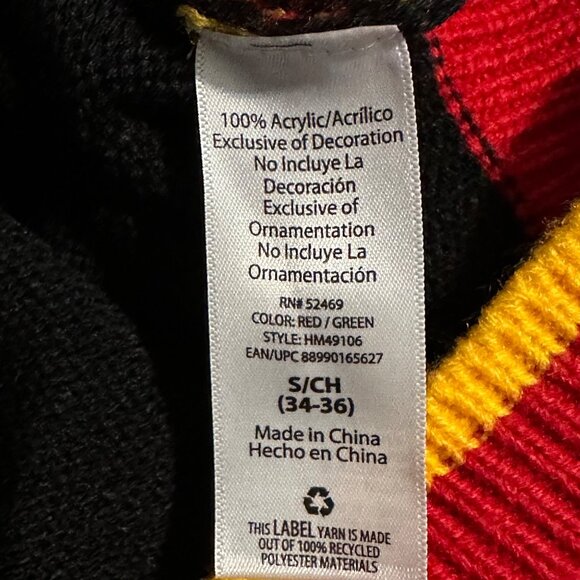 100% Acrylic/Acrílico
Exclusive of Decoration
No Incluye La
Decoración
Exclusive of
Ornamentation
No Incluye La
Ornamentación
RN# 52469
COLOR: RED / GREEN
STYLE: HM49106
EAN/UPC 88990165627
S/CH
(34-36)
Made in China
Hecho en China
THIS LABEL YARN IS MADE
OUT OF 100% RECYCLED
POLYESTER MATERIALS